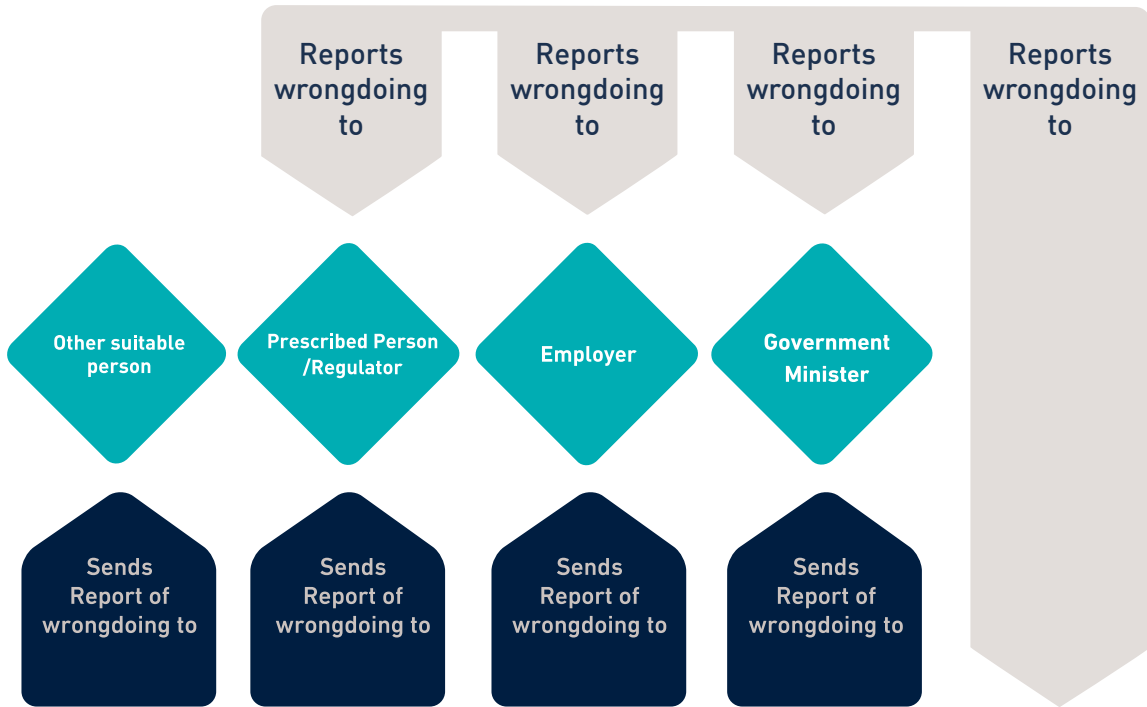 Reports
wrongdoing
to
Reports
wrongdoing
to
Reports
wrongdoing
to
Reports
wrongdoing
to
Other suitable
person
Prescribed Person
/Regulator
Employer
Government
Minister
Sends
Report of
wrongdoing to
Sends
Report of
wrongdoing to
Sends
Report of
wrongdoing to
Sends
Report of
wrongdoing to